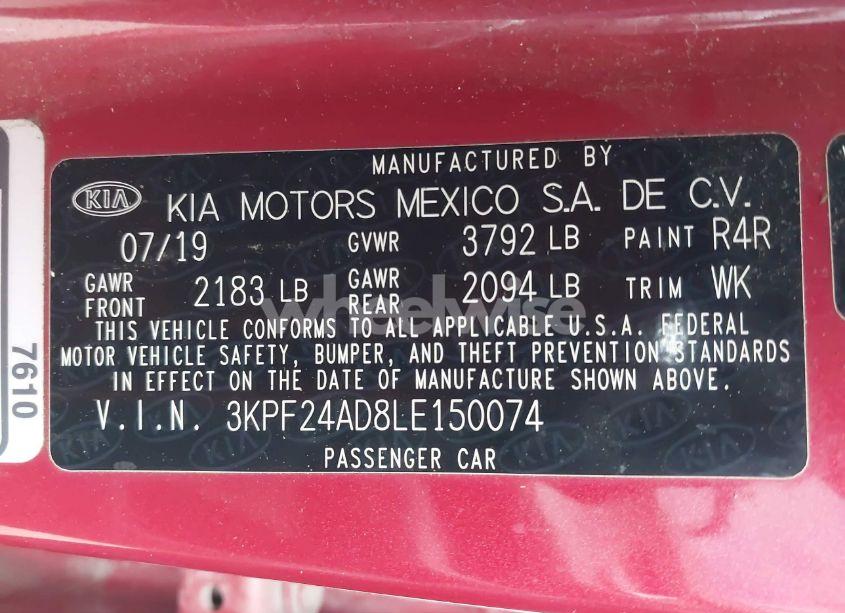 MANUFACTURED BY
KIA KIA MOTORS MEXICO S.A. DE C.V.
07/19 GVWR 3792 LB PAINT R4R
GAWR FRONT 2183 LB GAWR REAR 2094 LB TRIM WK
THIS VEHICLE CONFORMS TO ALL APPLICABLE U.S.A. FEDERAL
MOTOR VEHICLE SAFETY, BUMPER, AND THEFT PREVENTION STANDARDS
IN EFFECT ON THE DATE OF MANUFACTURE SHOWN ABOVE.
V.I.N. 3KPF24AD8LE150074
PASSENGER CAR
7610
wheelwise